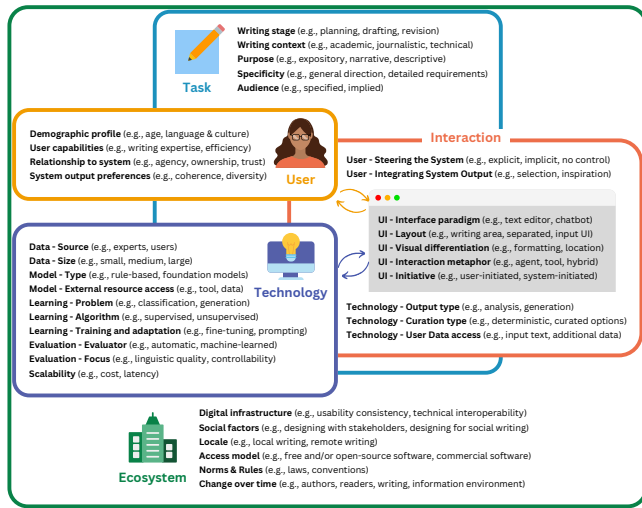 Writing stage (e.g., planning, drafting, revision)
Writing context (e.g., academic, journalistic, technical)
Purpose (e.g., expository, narrative, descriptive)
Specificity (e.g., general direction, detailed requirements)
Audience (e.g., specified, implied)
Task
Demographic profile (e.g., age, language & culture)
User capabilities (e.g., writing expertise, efficiency)
Relationship to system (e.g., agency, ownership, trust)
System output preferences (e.g., coherence, diversity)
User
Interaction
User - Steering the System (e.g., explicit, implicit, no control)
User - Integrating System Output (e.g., selection, inspiration)
UI - Interface paradigm (e.g., text editor, chatbot)
UI - Layout (e.g., writing area, separated, input UI)
UI - Visual differentiation (e.g., formatting, location)
UI - Interaction metaphor (e.g., agent, tool, hybrid)
UI - Initiative (e.g., user-initiated, system-initiated)
Technology - Output type (e.g., analysis, generation)
Technology - Curation type (e.g., deterministic, curated options)
Technology - User Data access (e.g., input text, additional data)
Data - Source (e.g., experts, users)
Data - Size (e.g., small, medium, large)
Model - Type (e.g., rule-based, foundation models)
Model - External resource access (e.g., tool, data)
Learning - Problem (e.g., classification, generation)
Learning - Algorithm (e.g., supervised, unsupervised)
Learning - Training and adaptation (e.g., fine-tuning, prompting)
Evaluation - Evaluator (e.g., automatic, machine-learned)
Evaluation - Focus (e.g., linguistic quality, controllability)
Scalability (e.g., cost, latency)
Technology
Digital infrastructure (e.g., usability consistency, technical interoperability)
Social factors (e.g., designing with stakeholders, designing for social writing)
Locale (e.g., local writing, remote writing)
Access model (e.g., free and/or open-source software, commercial software)
Norms & Rules (e.g., laws, conventions)
Change over time (e.g., authors, readers, writing, information environment)
Ecosystem